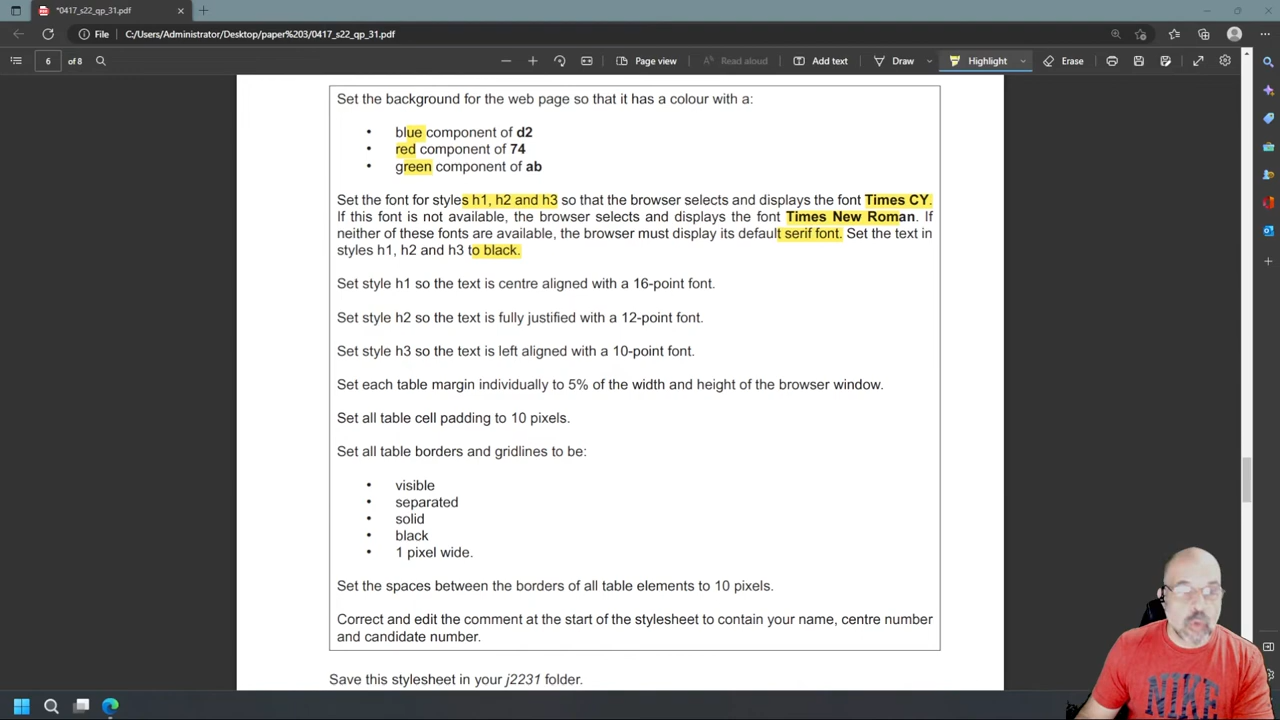 *0417_s22_qp_31.pdf
File C:/Users/Administrator/Desktop/paper%203/0417_s22_qp_31.pdf
6 of 8 Page view Read aloud Add text Draw Highlight Erase
Set the background for the web page so that it has a colour with a:
• blue component of d2
• red component of 74
• green component of ab
Set the font for styles h1, h2 and h3 so that the browser selects and displays the font Times CY.
If this font is not available, the browser selects and displays the font Times New Roman. If
neither of these fonts are available, the browser must display its default serif font. Set the text in
styles h1, h2 and h3 to black.
Set style h1 so the text is centre aligned with a 16-point font.
Set style h2 so the text is fully justified with a 12-point font.
Set style h3 so the text is left aligned with a 10-point font.
Set each table margin individually to 5% of the width and height of the browser window.
Set all table cell padding to 10 pixels.
Set all table borders and gridlines to be:
• visible
• separated
• solid
• black
• 1 pixel wide.
Set the spaces between the borders of all table elements to 10 pixels.
Correct and edit the comment at the start of the stylesheet to contain your name, centre number
and candidate number.
Save this stylesheet in your j2231 folder.
NIKE